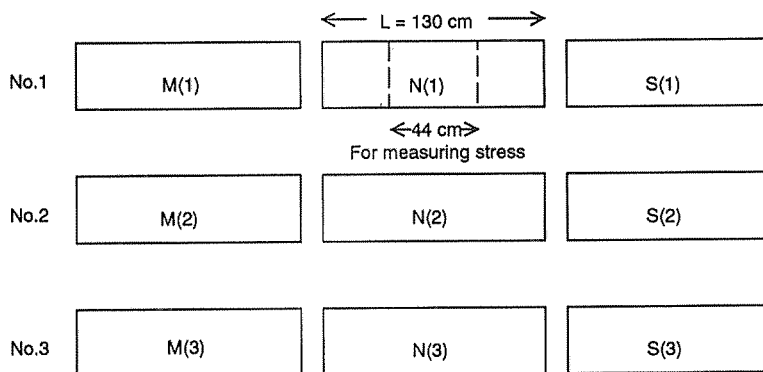 L = 130 cm
No.1 M(1) N(1) S(1)
44 cm
For measuring stress
No.2 M(2) N(2) S(2)
No.3 M(3) N(3) S(3)